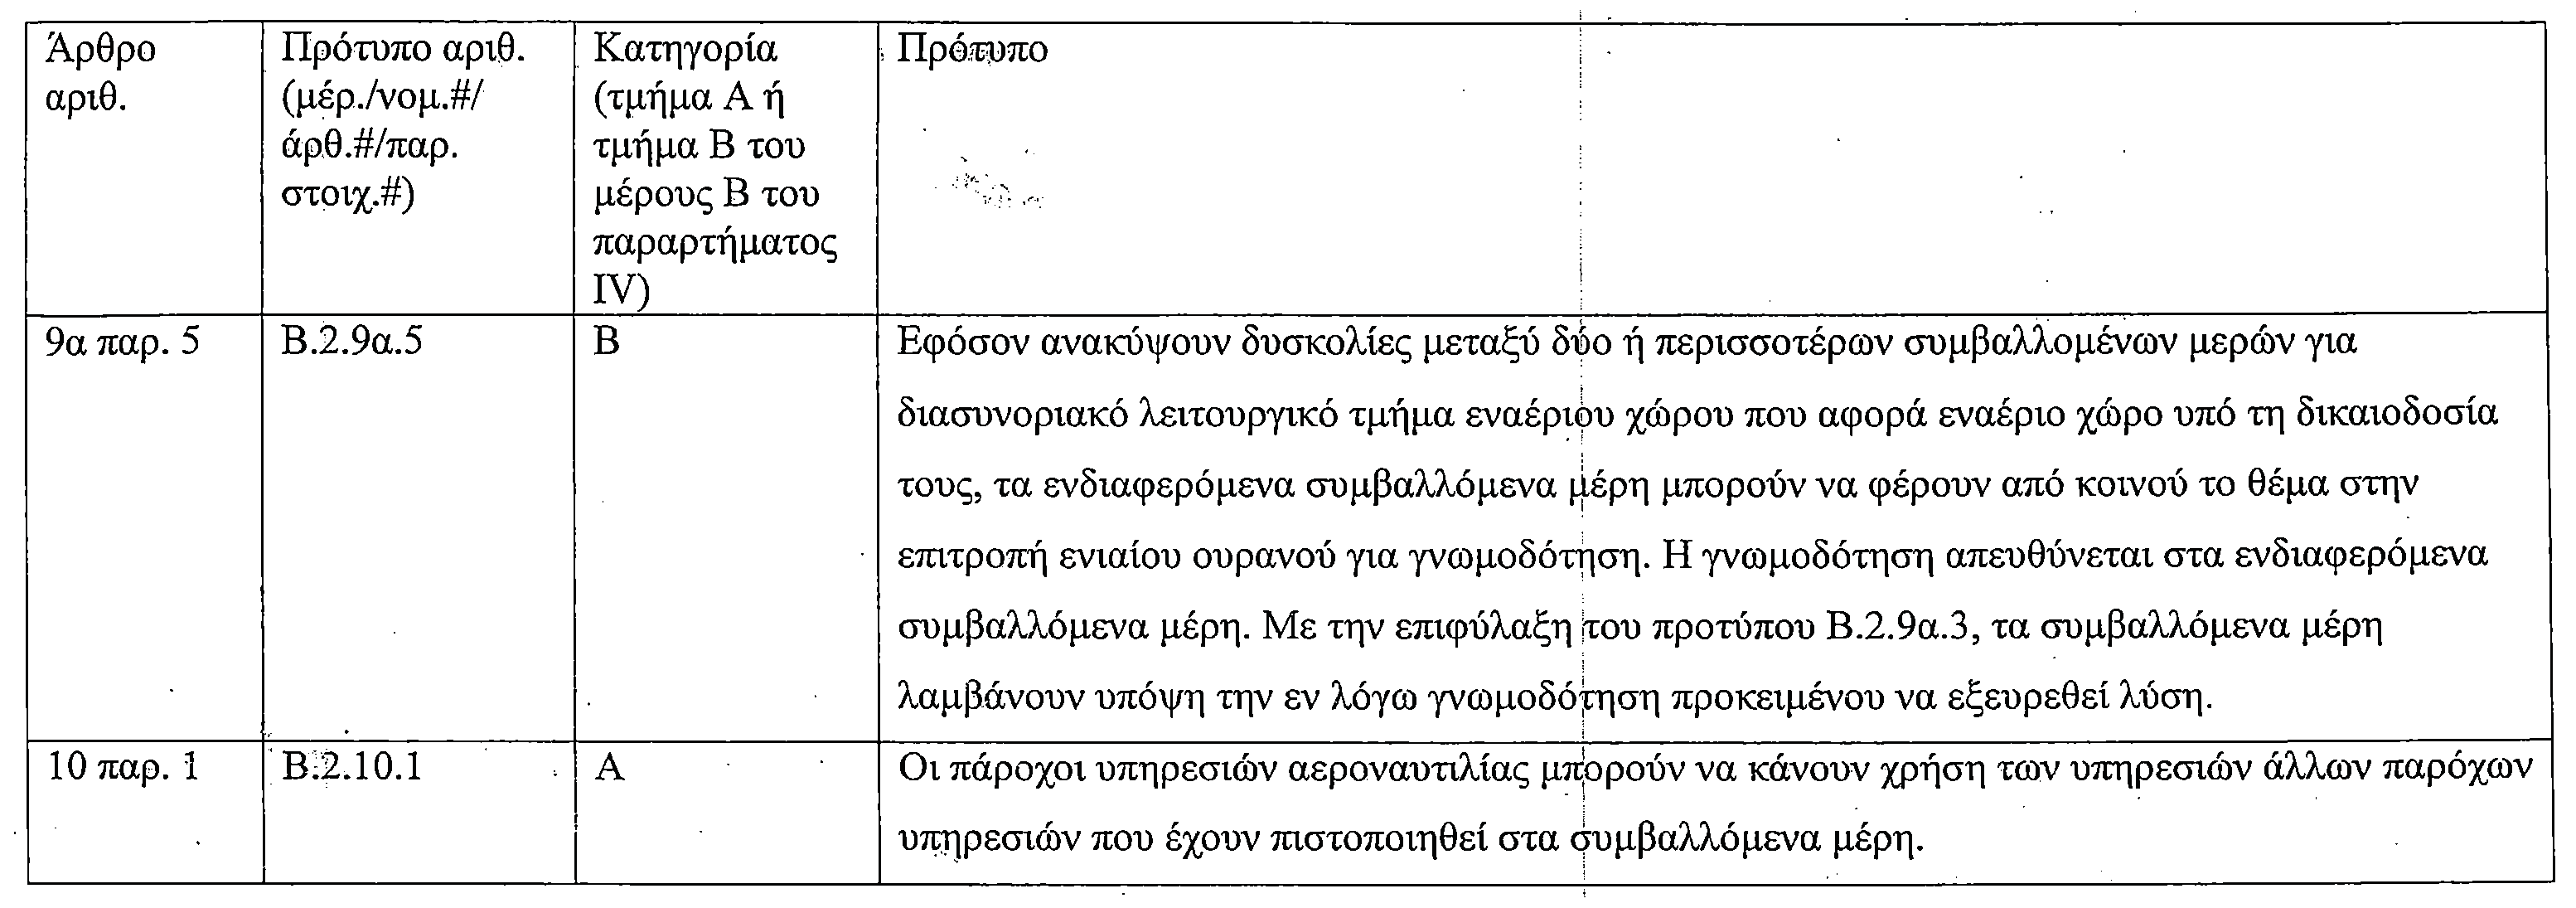 Άρθρο αριθ.
Πρότυπο αριθ. (μέρ./νομ.#/ άρθ.#/παρ. στοιχ.#)
Κατηγορία (τμήμα Α ή τμήμα Β του μέρους Β του παραρτήματος IV)
Πρότυπο
9α παρ. 5
Β.2.9α.5
Β
Εφόσον ανακύψουν δυσκολίες μεταξύ δύο ή περισσοτέρων συμβαλλομένων μερών για
διασυνοριακό λειτουργικό τμήμα εναέριου χώρου που αφορά εναέριο χώρο υπό τη δικαιοδοσία
τους, τα ενδιαφερόμενα συμβαλλόμενα μέρη μπορούν να φέρουν από κοινού το θέμα στην
επιτροπή ενιαίου ουρανού για γνωμοδότηση. Η γνωμοδότηση απευθύνεται στα ενδιαφερόμενα
συμβαλλόμενα μέρη. Με την επιφύλαξη του προτύπου Β.2.9α.3, τα συμβαλλόμενα μέρη
λαμβάνουν υπόψη την εν λόγω γνωμοδότηση προκειμένου να εξευρεθεί λύση.
10 παρ. 1
Β.2.10.1
Α
Οι πάροχοι υπηρεσιών αεροναυτιλίας μπορούν να κάνουν χρήση των υπηρεσιών άλλων παρόχων
υπηρεσιών που έχουν πιστοποιηθεί στα συμβαλλόμενα μέρη.